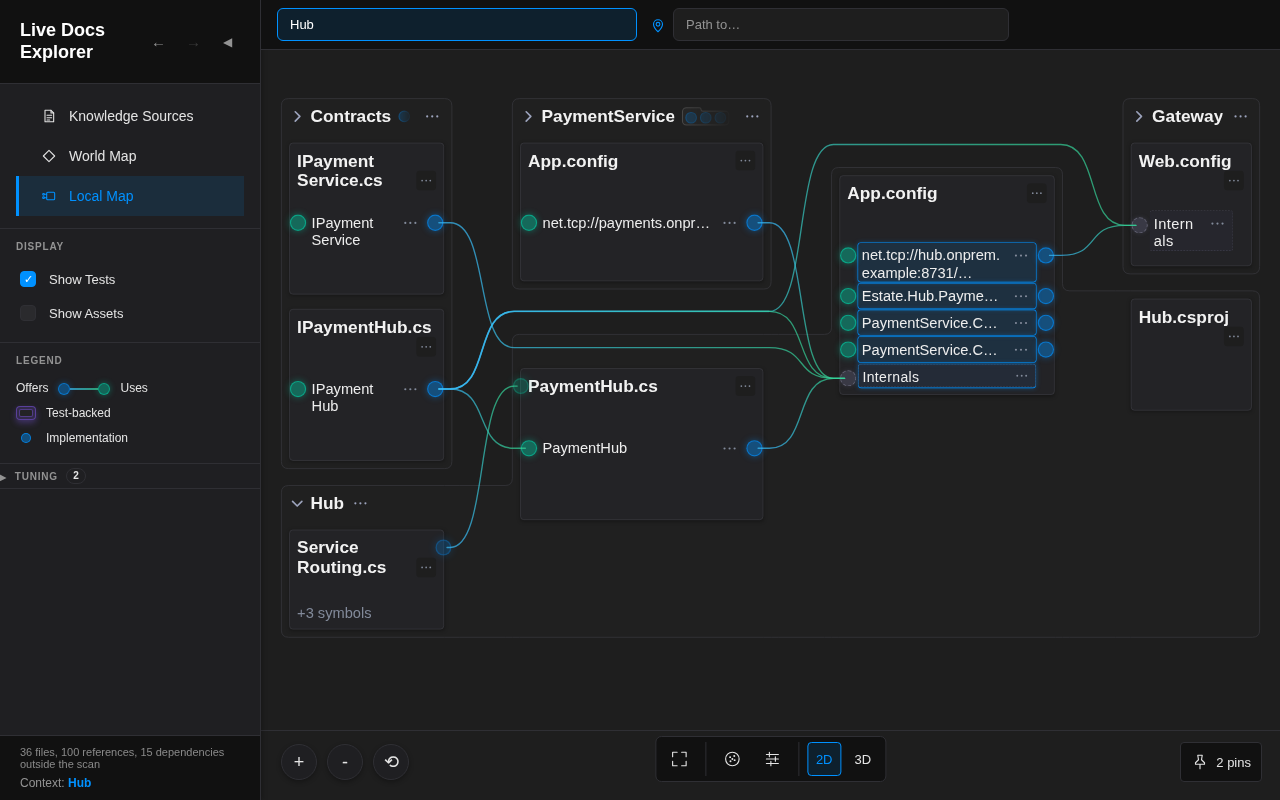 Live Docs
Explorer
Hub
Path to…
Knowledge Sources
World Map
Local Map
DISPLAY
Show Tests
Show Assets
LEGEND
Offers
Uses
Test-backed
Implementation
TUNING 2
36 files, 100 references, 15 dependencies
outside the scan
Context: Hub
Contracts
IPayment
Service.cs
IPayment
Service
IPaymentHub.cs
IPayment
Hub
Hub
Service
Routing.cs
+3 symbols
PaymentService
App.config
net.tcp://payments.onpr…
PaymentHub.cs
PaymentHub
App.config
net.tcp://hub.onprem.
example:8731/…
Estate.Hub.Payme…
PaymentService.C…
PaymentService.C…
Internals
Gateway
Web.config
Intern
als
Hub.csproj
+
-
2D
3D
2 pins